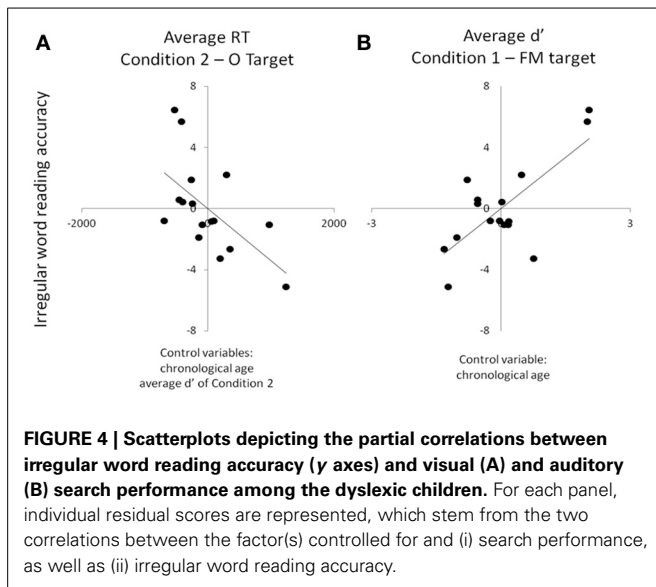 A
Average RT
Condition 2 – O Target
B
Average d'
Condition 1 – FM target
Irregular word reading accuracy
8
4
0
-4
-8
-2000
0
2000
8
4
0
-4
-8
-3
0
3
Control variables:
chronological age
average d' of Condition 2
Control variable:
chronological age
FIGURE 4 | Scatterplots depicting the partial correlations between
irregular word reading accuracy (y axes) and visual (A) and auditory
(B) search performance among the dyslexic children. For each panel,
individual residual scores are represented, which stem from the two
correlations between the factor(s) controlled for and (i) search performance,
as well as (ii) irregular word reading accuracy.